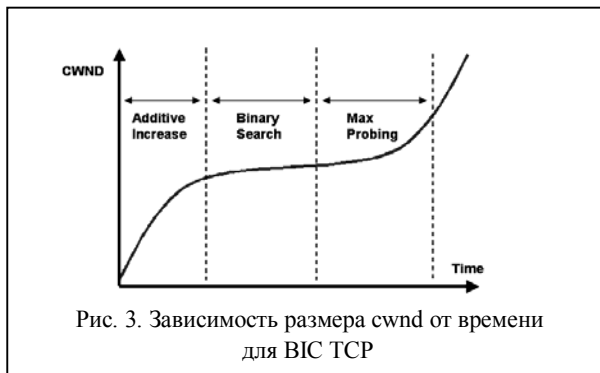 CWND
Additive
Increase
Binary
Search
Max
Probing
Time
Рис. 3. Зависимость размера cwnd от времени
для BIC TCP